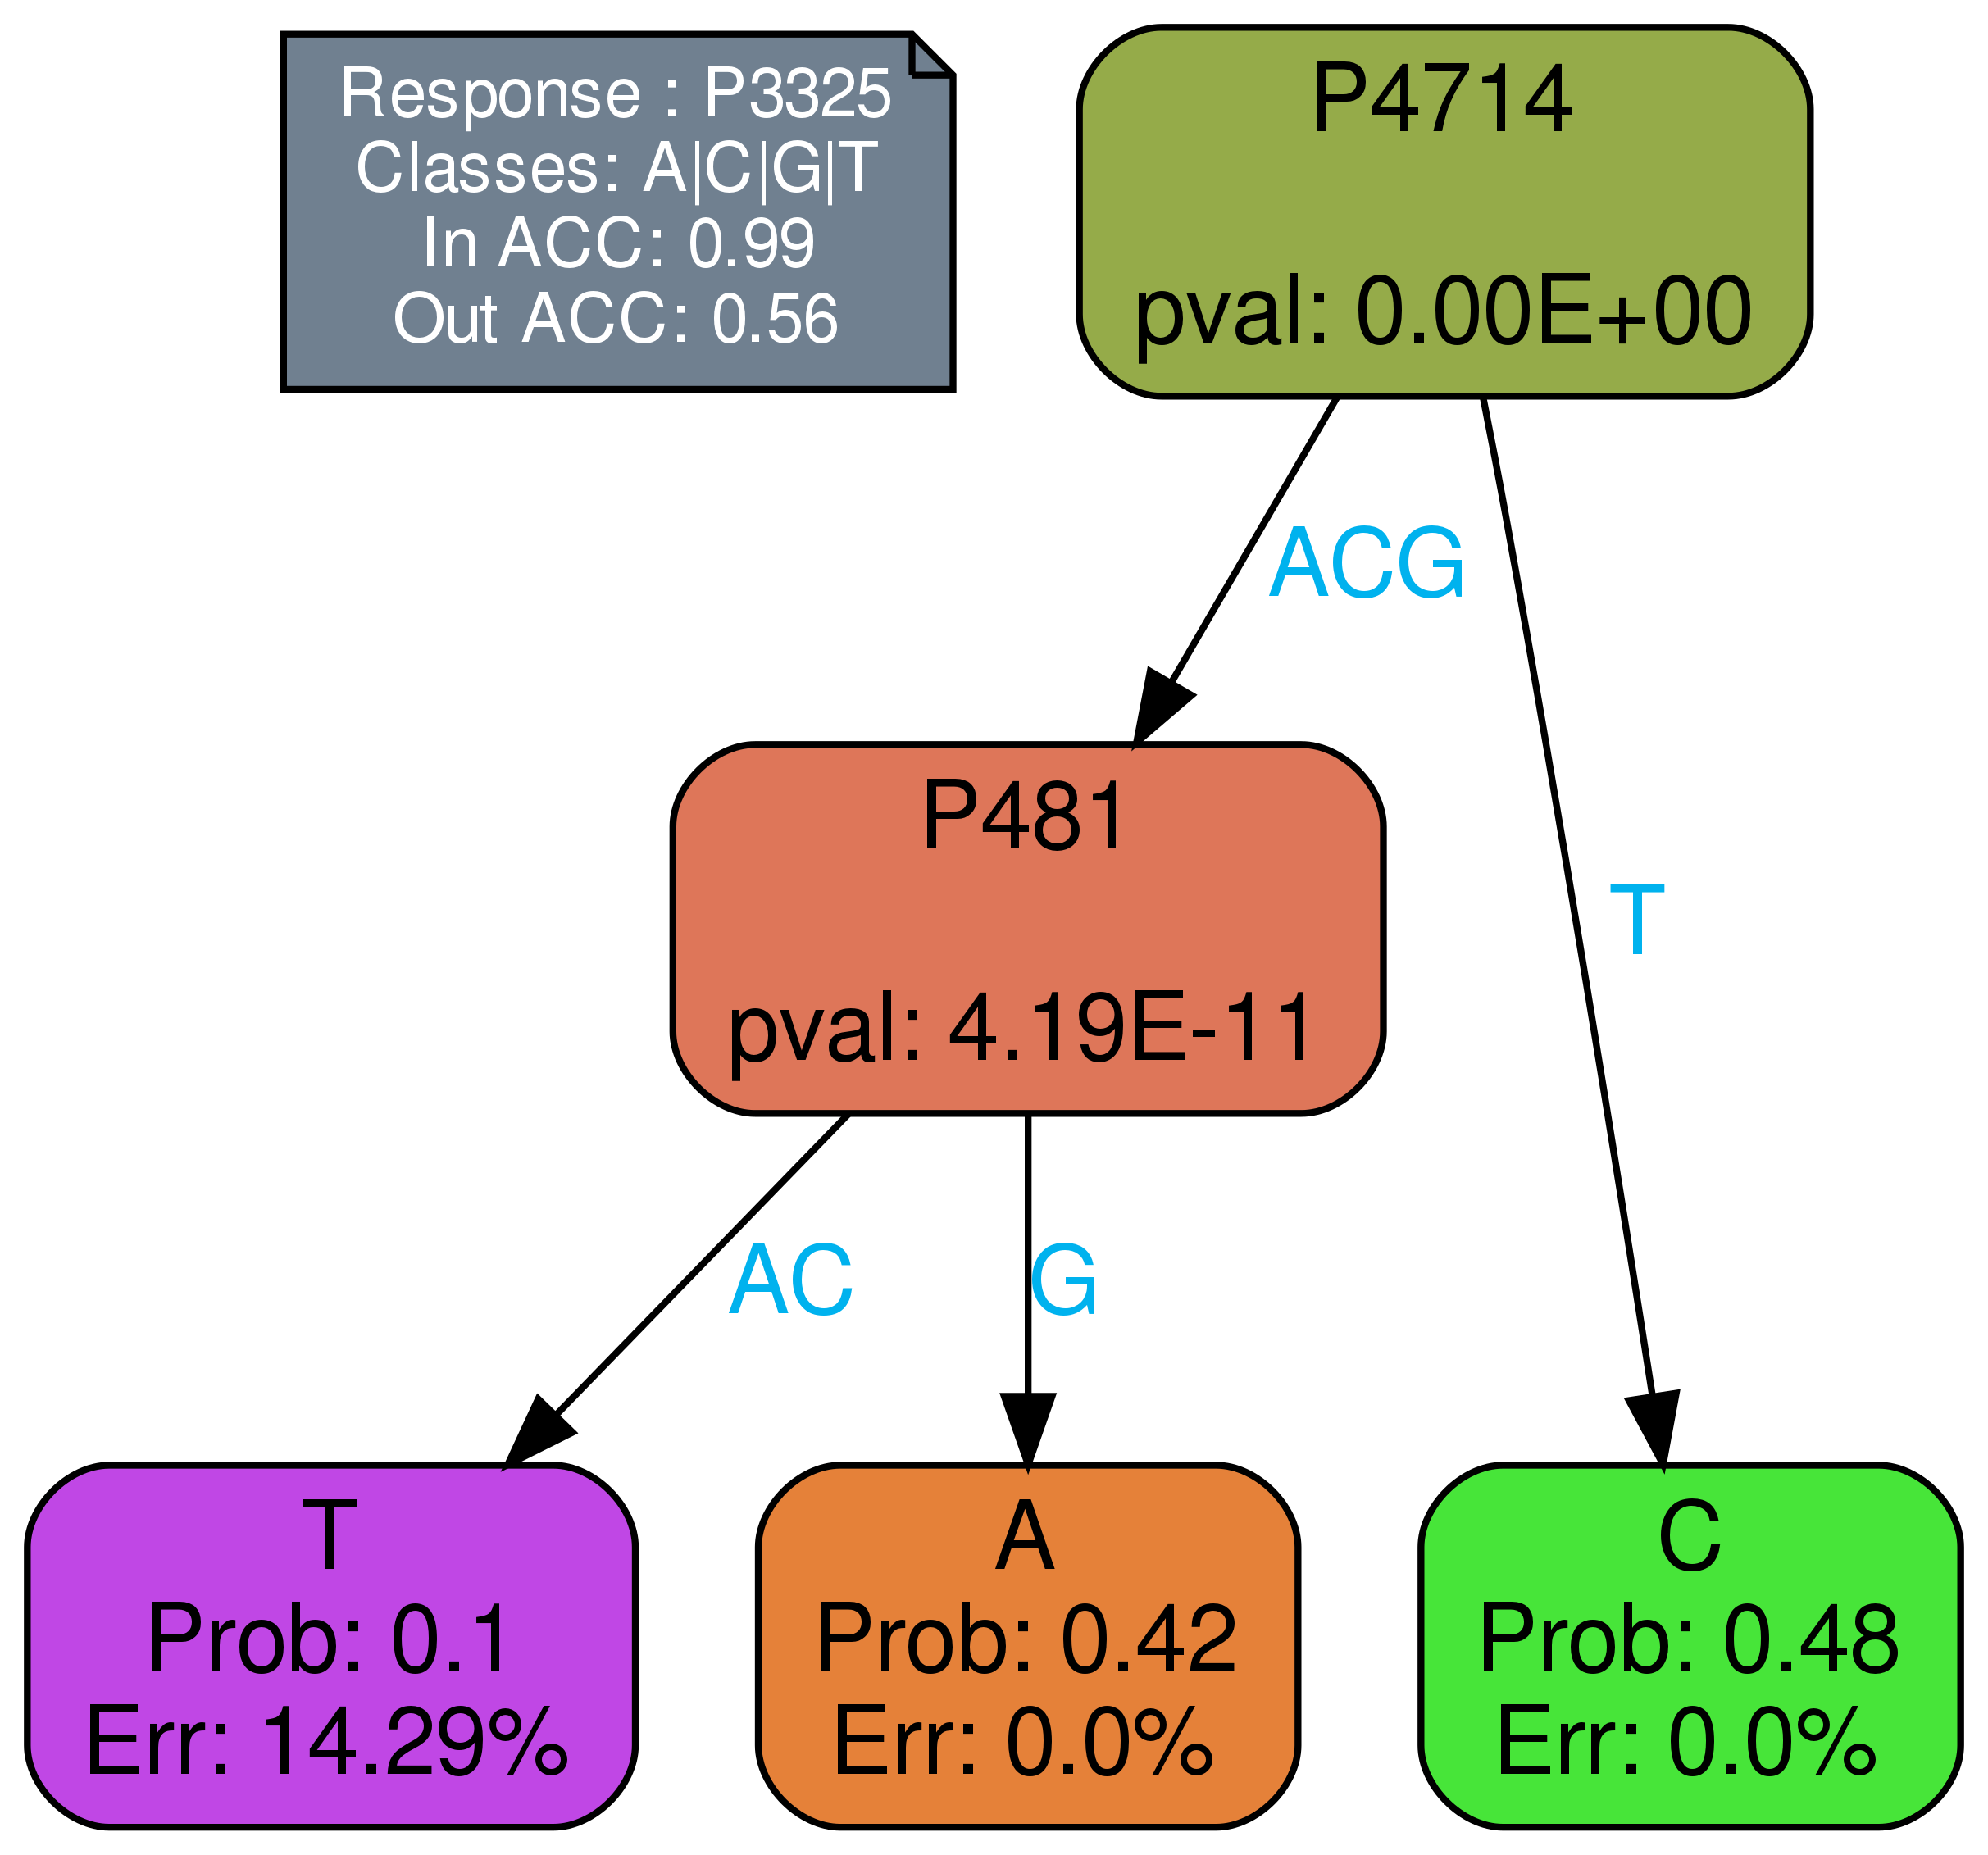 Response : P3325
Classes: A|C|G|T
In ACC: 0.99
Out ACC: 0.56
P4714
pval: 0.00E+00
ACG
T
P481
pval: 4.19E-11
AC
G
T
Prob: 0.1
Err: 14.29%
A
Prob: 0.42
Err: 0.0%
C
Prob: 0.48
Err: 0.0%